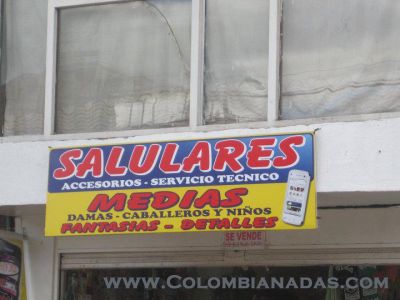 SALULARES
ACCESORIOS - SERVICIO TECNICO
MEDIAS
DAMAS - CABALLEROS Y NIÑOS
FANTASIAS - DETALLES
SE VENDE
WWW.COLOMBIANADAS.COM